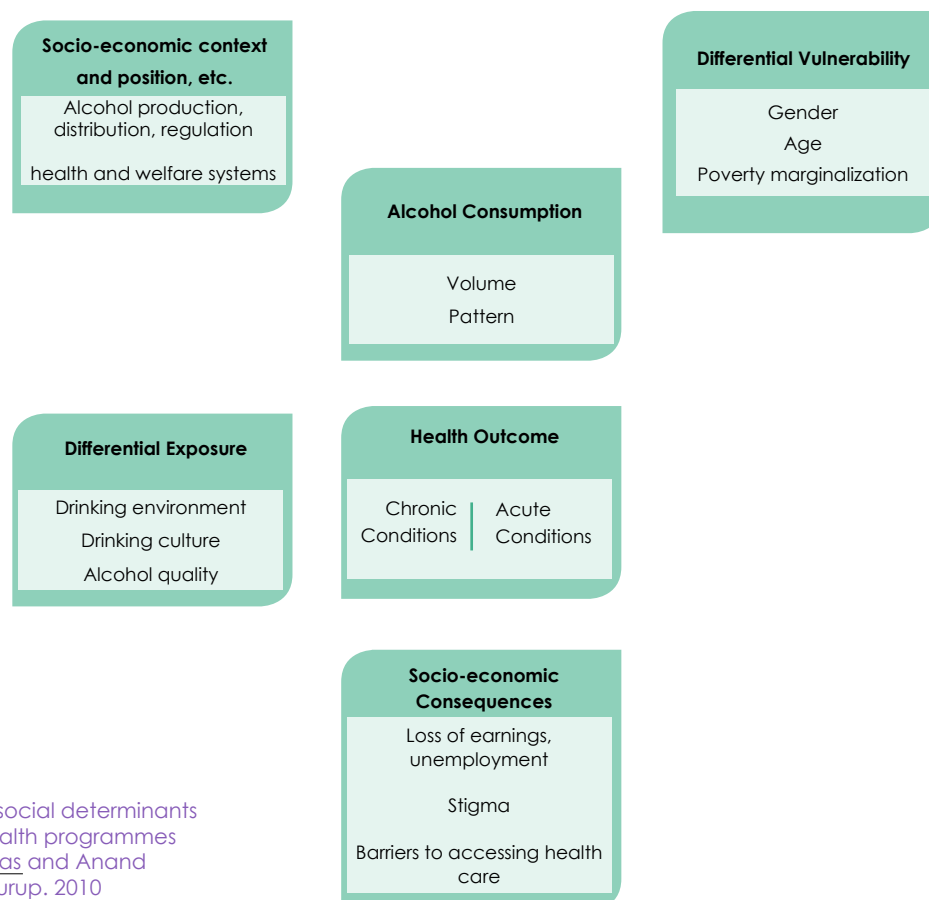 Socio-economic context
and position, etc.
Alcohol production,
distribution, regulation
health and welfare systems
Differential Vulnerability
Gender
Age
Poverty marginalization
Alcohol Consumption
Volume
Pattern
Differential Exposure
Drinking environment
Drinking culture
Alcohol quality
Health Outcome
Chronic
Conditions
Acute
Conditions
Socio-economic
Consequences
Loss of earnings,
unemployment
Stigma
Barriers to accessing health
care
social determinants
programmes
and Anand
2010